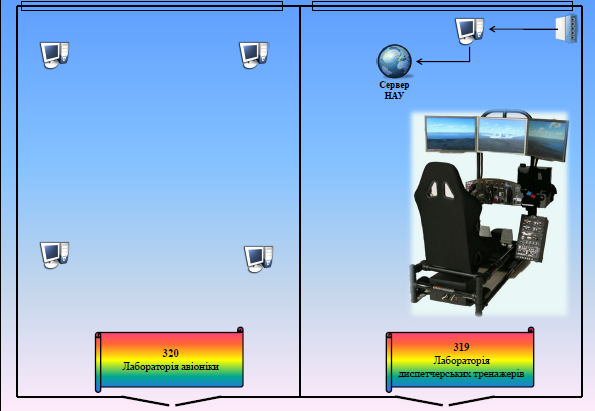 Сервер
НАУ
320
Лабораторія авіоніки
319
Лабораторія
диспетчерських тренажерів